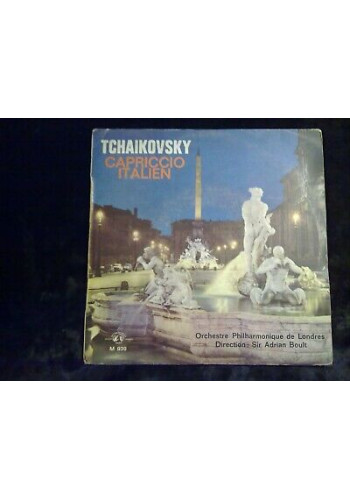 TCHAIKOVSKY
CAPRICCIO
ITALIEN
Orchestre Philharmonique de Londres
Direction: Sir Adrian Boult